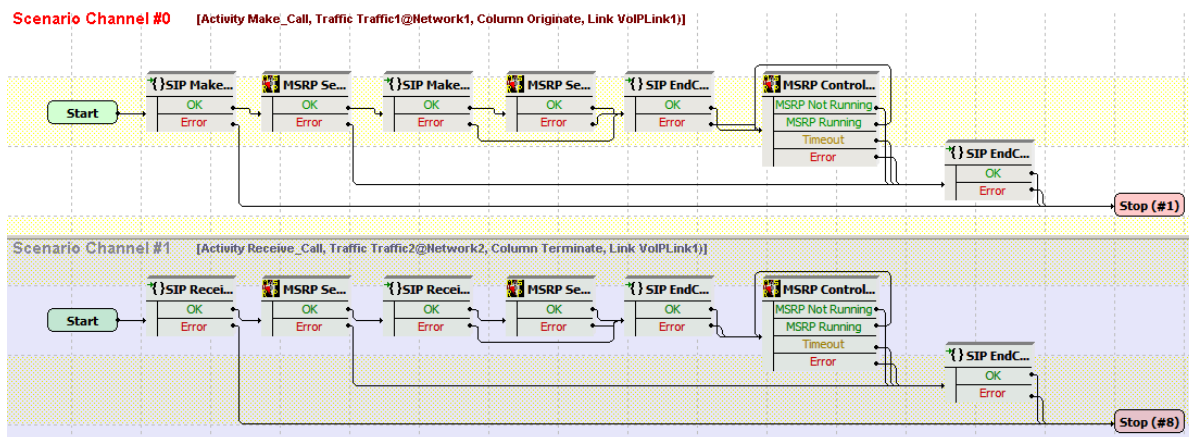 Scenario Channel #0 [Activity Make_Call, Traffic Traffic1@Network1, Column Originate, Link VoIPLink1)]
Start
{}SIP Make...
OK
Error
MSRP Se...
OK
Error
{}SIP Make...
OK
Error
MSRP Se...
OK
Error
{} SIP EndC...
OK
Error
MSRP Control...
MSRP Not Running
MSRP Running
Timeout
Error
{} SIP EndC...
OK
Error
Stop (#1)
Scenario Channel #1 [Activity Receive_Call, Traffic Traffic2@Network2, Column Terminate, Link VoIPLink1)]
Start
{}SIP Recei...
OK
Error
MSRP Se...
OK
Error
{}SIP Recei...
OK
Error
MSRP Se...
OK
Error
{} SIP EndC...
OK
Error
MSRP Control...
MSRP Not Running
MSRP Running
Timeout
Error
{} SIP EndC...
OK
Error
Stop (#8)